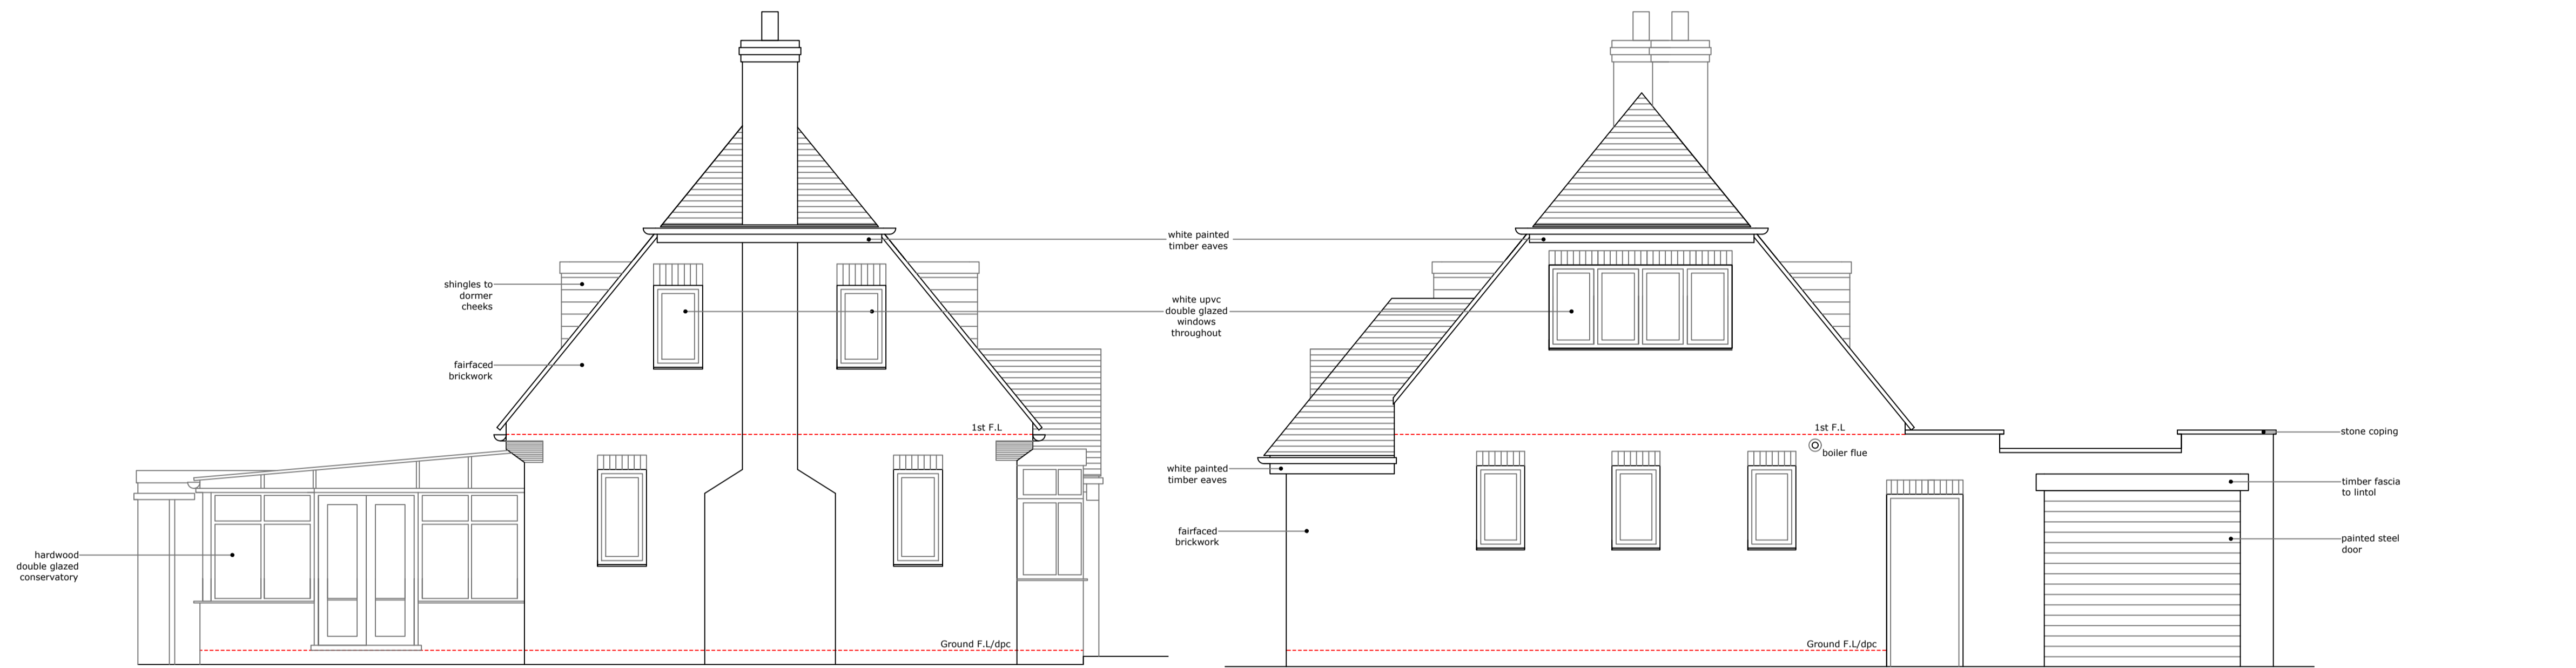 white painted
timber eaves
shingles to
dormer
cheeks
white upvc
double glazed
windows
throughout
fairfaced
brickwork
1st F.L
1st F.L
stone coping
boiler flue
white painted
timber eaves
timber fascia
to lintol
fairfaced
brickwork
painted steel
door
hardwood
double glazed
conservatory
Ground F.L/dpc
Ground F.L/dpc